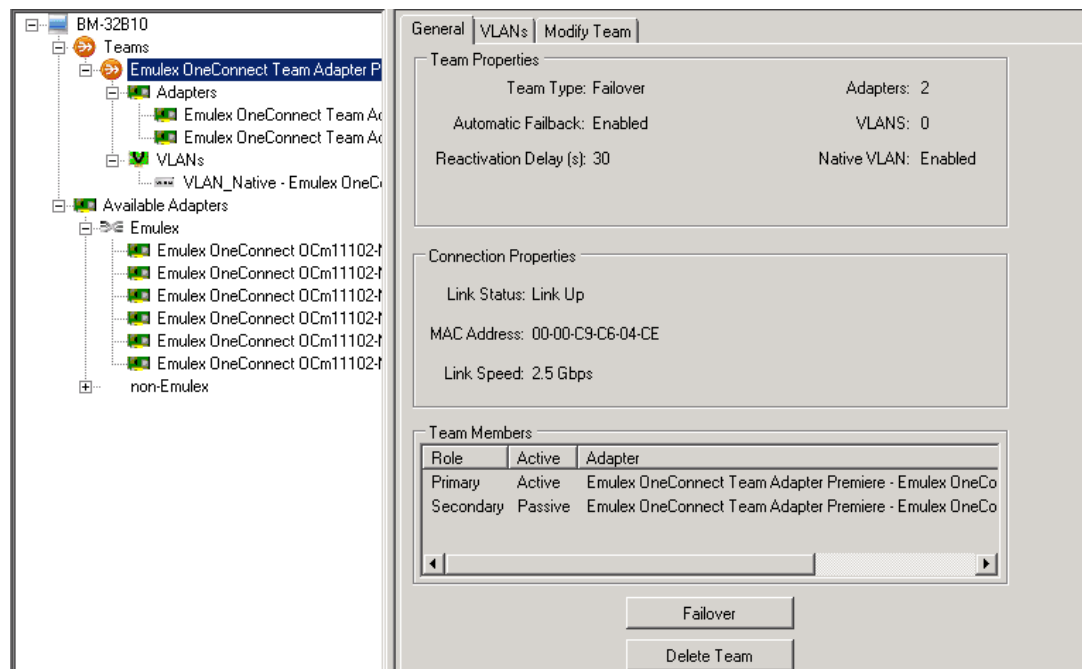 BM-32B10
Teams
Emulex OneConnect Team Adapter P
Adapters
Emulex OneConnect Team Ad
Emulex OneConnect Team Ad
VLANs
VLAN_Native - Emulex OneC
Available Adapters
Emulex
Emulex OneConnect OCm11102-N
Emulex OneConnect OCm11102-N
Emulex OneConnect OCm11102-N
Emulex OneConnect OCm11102-N
Emulex OneConnect OCm11102-N
Emulex OneConnect OCm11102-N
non-Emulex
General VLANs Modify Team
Team Properties
Team Type: Failover Adapters: 2
Automatic Failback: Enabled VLANS: 0
Reactivation Delay (s): 30 Native VLAN: Enabled
Connection Properties
Link Status: Link Up
MAC Address: 00-00-C9-C6-04-CE
Link Speed: 2.5 Gbps
Team Members
Role Active Adapter
Primary Active Emulex OneConnect Team Adapter Premiere - Emulex OneCo
Secondary Passive Emulex OneConnect Team Adapter Premiere - Emulex OneCo
Failover
Delete Team